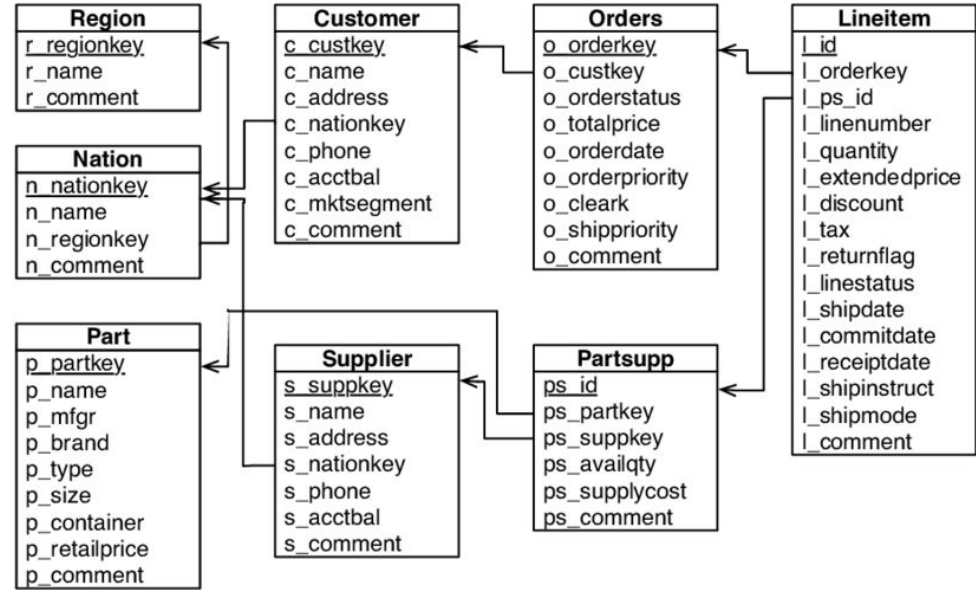 Region
r_regionkey
r_name
r_comment
Nation
n_nationkey
n_name
n_regionkey
n_comment
Part
p_partkey
p_name
p_mfgr
p_brand
p_type
p_size
p_container
p_retailprice
p_comment
Customer
c_custkey
c_name
c_address
c_nationkey
c_phone
c_acctbal
c_mktsegment
c_comment
Supplier
s_suppkey
s_name
s_address
s_nationkey
s_phone
s_acctbal
s_comment
Orders
o_orderkey
o_custkey
o_orderstatus
o_totalprice
o_orderdate
o_orderpriority
o_cleark
o_shippriority
o_comment
Partsupp
ps_id
ps_partkey
ps_suppkey
ps_availqty
ps_supplycost
ps_comment
Lineitem
l_id
l_orderkey
l_ps_id
l_linenumber
l_quantity
l_extendedprice
l_discount
l_tax
l_returnflag
l_linestatus
l_shipdate
l_commitdate
l_receiptdate
l_shipinstruct
l_shipmode
l_comment